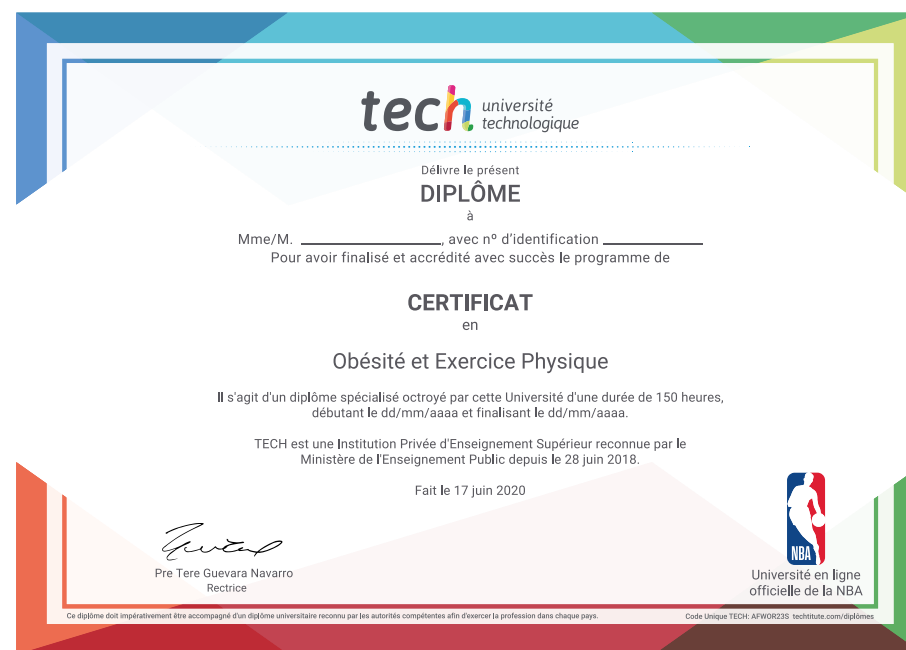 tech université
technologique
Délivre le présent
DIPLÔME
à
Mme/M. ____________________, avec nº d'identification ______________
Pour avoir finalisé et accrédité avec succès le programme de
CERTIFICAT
en
Obésité et Exercice Physique
Il s'agit d'un diplôme spécialisé octroyé par cette Université d'une durée de 150 heures,
débutant le dd/mm/aaaa et finalisant le dd/mm/aaaa.
TECH est une Institution Privée d'Enseignement Supérieur reconnue par le
Ministère de l'Enseignement Public depuis le 28 juin 2018.
Fait le 17 juin 2020
Pre Tere Guevara Navarro
Rectrice
NBA
Université en ligne
officielle de la NBA
Ce diplôme doit impérativement être accompagné d'un diplôme universitaire reconnu par les autorités compétentes afin d'exercer la profession dans chaque pays.
Code Unique TECH: AFWOR23S techtitute.com/diplômes